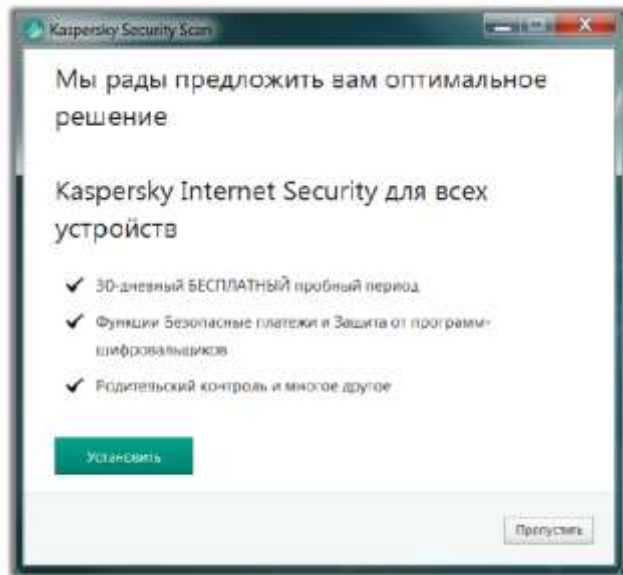 Kaspersky Security Scan
Мы рады предложить вам оптимальное
решение
Kaspersky Internet Security для всех
устройств
30-дневный БЕСПЛАТНЫЙ пробный период
Функции Безопасные платежи и Защита от программ-
шифровальщиков
Родительский контроль и многое другое
Установить
Пропустить